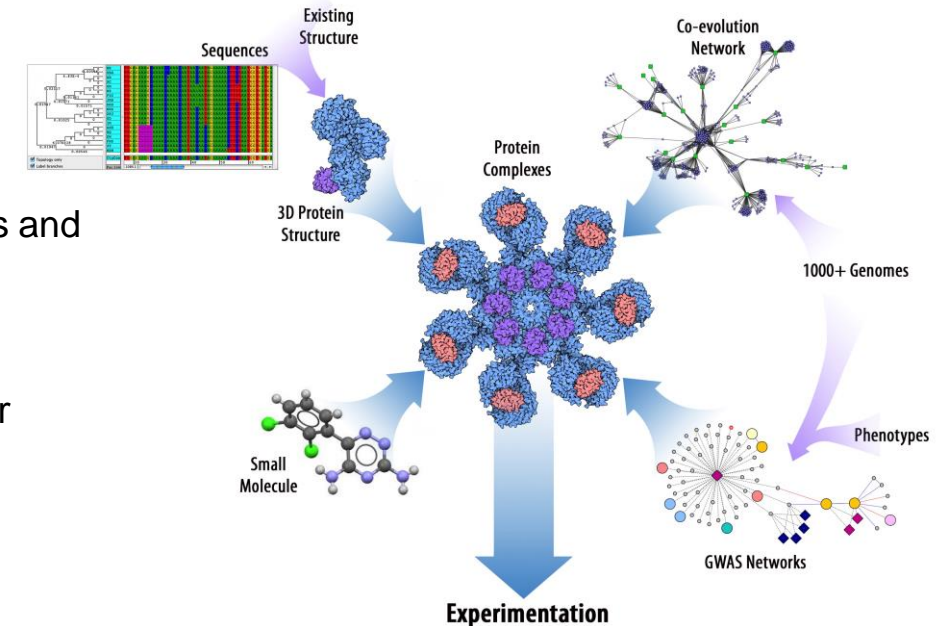 Existing
Structure
Sequences
Co-evolution
Network
Protein
Complexes
s and
3D Protein
Structure
1000+ Genomes
r
Small
Molecule
Phenotypes
GWAS Networks
Experimentation